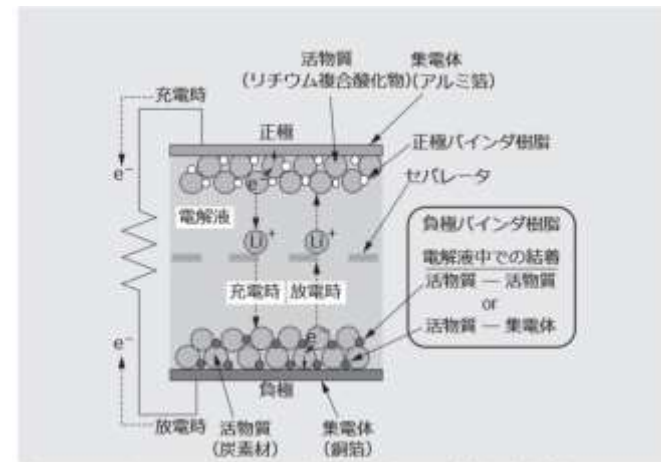 活物質
(リチウム複合酸化物)
集電体
(アルミ箔)
充電時
正極
正極バインダ樹脂
e⁻
e⁻
セパレータ
電解液
Li⁺
Li⁺
充電時
放電時
負極バインダ樹脂
電解液中での結着
活物質 ― 活物質
or
活物質 ― 集電体
e⁻
e⁻
負極
放電時
活物質
(炭素材)
集電体
(銅箔)